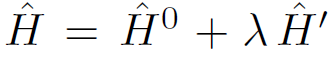 Ĥ = Ĥ⁰ + λ Ĥ′